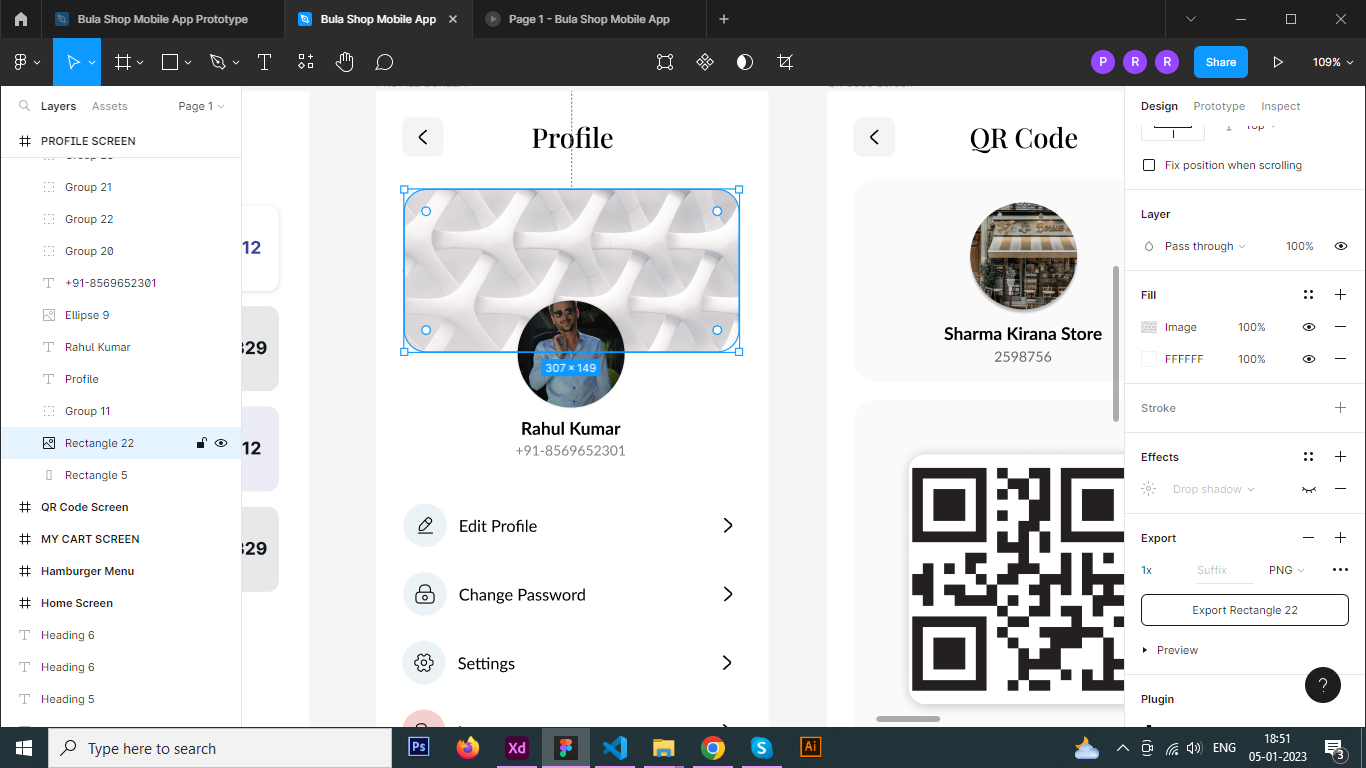 Bula Shop Mobile App Prototype
Bula Shop Mobile App
Page 1 - Bula Shop Mobile App
P
R
R
Share
109%
Layers
Assets
Page 1
PROFILE SCREEN
Group 21
Group 22
Group 20
+91-8569652301
Ellipse 9
Rahul Kumar
Profile
Group 11
Rectangle 22
Rectangle 5
QR Code Screen
MY CART SCREEN
Hamburger Menu
Home Screen
Heading 6
Heading 6
Heading 5
12
329
12
329
Profile
307 × 149
Rahul Kumar
+91-8569652301
Edit Profile
Change Password
Settings
QR Code
Sharma Kirana Store
2598756
Design
Prototype
Inspect
Top
Fix position when scrolling
Layer
Pass through
100%
Fill
Image
100%
FFFFFF
100%
Stroke
Effects
Drop shadow
Export
1x
Suffix
PNG
Export Rectangle 22
Preview
?
Plugin
Type here to search
Ps
Xd
S
Ai
ENG
18:51
05-01-2023
3